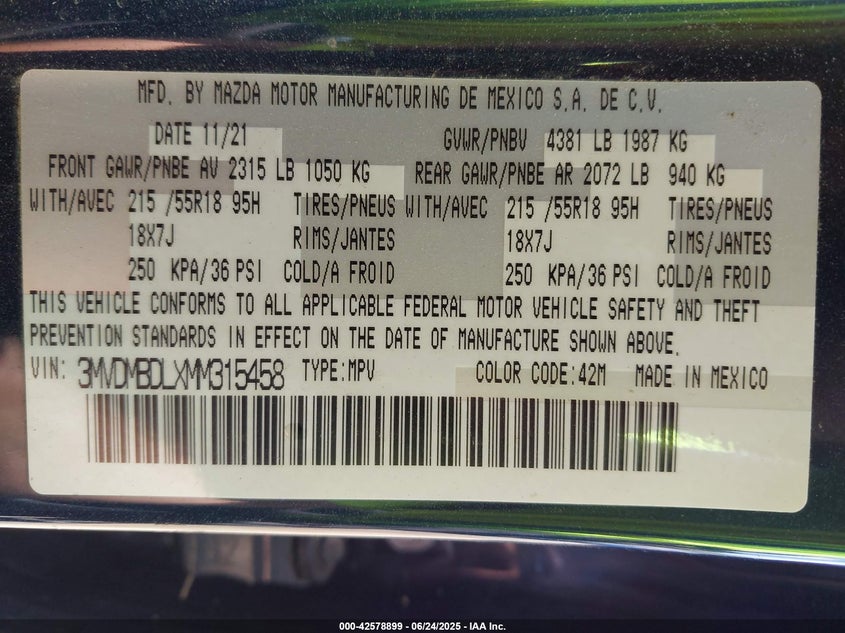 MFD. BY MAZDA MOTOR MANUFACTURING DE MEXICO S.A. DE C.V.
DATE 11/21 GVWR/PNBV 4381 LB 1987 KG
FRONT GAWR/PNBE AV 2315 LB 1050 KG REAR GAWR/PNBE AR 2072 LB 940 KG
WITH/AVEC 215 /55R18 95H TIRES/PNEUS WITH/AVEC 215 /55R18 95H TIRES/PNEUS
18X7J RIMS/JANTES 18X7J RIMS/JANTES
250 KPA/36 PSI COLD/A FROID 250 KPA/36 PSI COLD/A FROID
THIS VEHICLE CONFORMS TO ALL APPLICABLE FEDERAL MOTOR VEHICLE SAFETY AND THEFT
PREVENTION STANDARDS IN EFFECT ON THE DATE OF MANUFACTURE SHOWN ABOVE.
VIN: 3MVDMBDLXMM315458 TYPE:MPV COLOR CODE:42M MADE IN MEXICO
000-42578899 - 06/24/2025 - IAA Inc.